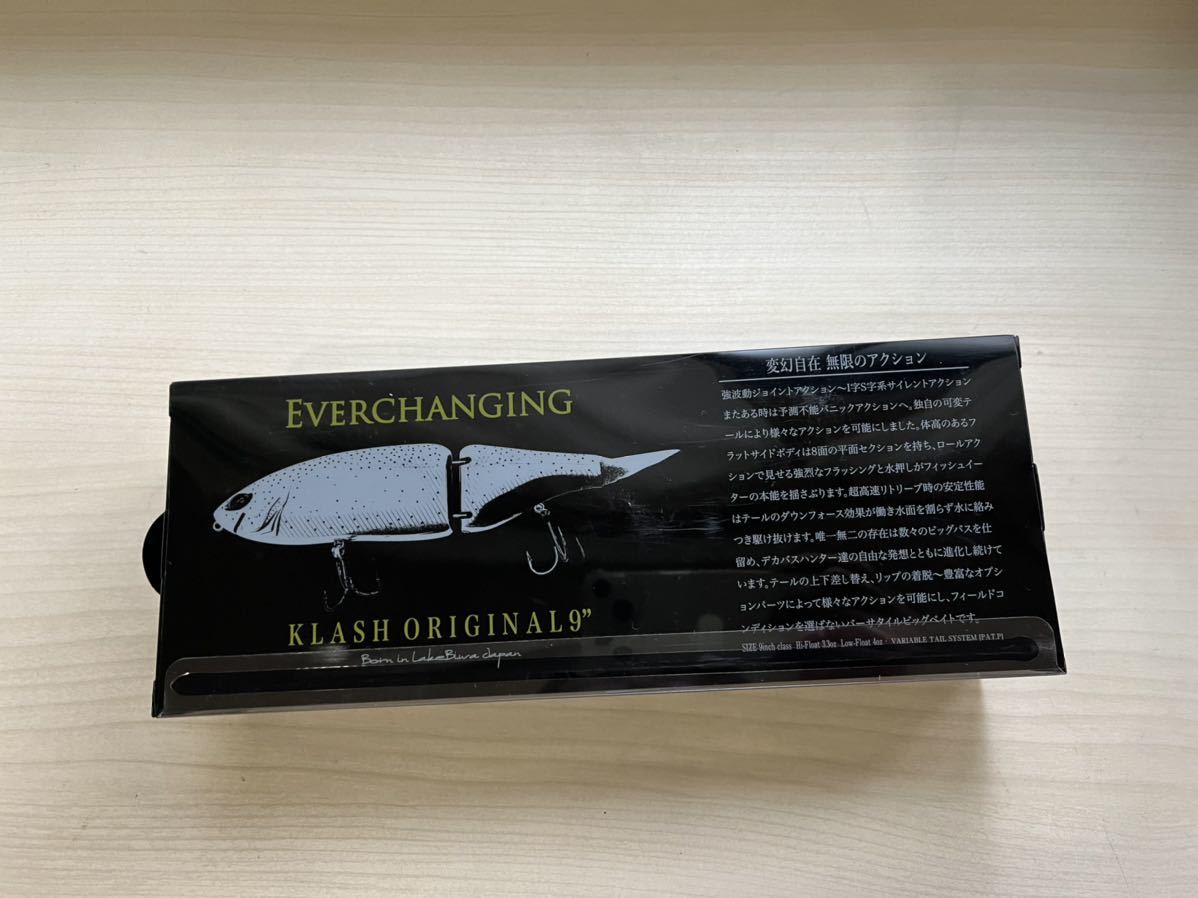 EVERCHANGING
KLASH ORIGINAL 9”
Born in Lake Biwa Japan
変幻自在 無限のアクション
強波動ジョイントアクション〜1字S字系サイレントアクション
またある時は予測不能パニックアクションへ。独自の可変テ
ールにより様々なアクションを可能にしました。体高のあるフ
ラットサイドボディは8面の平面セクションを持ち、ロールアク
ションで見せる強烈なフラッシングと水押しがフィッシュイー
ターの本能を揺さぶります。超高速リトリーブ時の安定性能
はテールのダウンフォース効果が働き水面を割らず水に絡み
つき駆け抜けます。唯一無二の存在は数々のビッグバスを仕
留め、デカバスハンター達の自由な発想とともに進化し続けて
います。テールの上下差し替え、リップの着脱〜豊富なオプシ
ョンパーツによって様々なアクションを可能にし、フィールドコ
ンディションを選ばないバーサタイルビッグベイトです。
SIZE 9inch class Hi-Float 3.3oz Low-Float 4oz : VARIABLE TAIL SYSTEM [PAT.P]